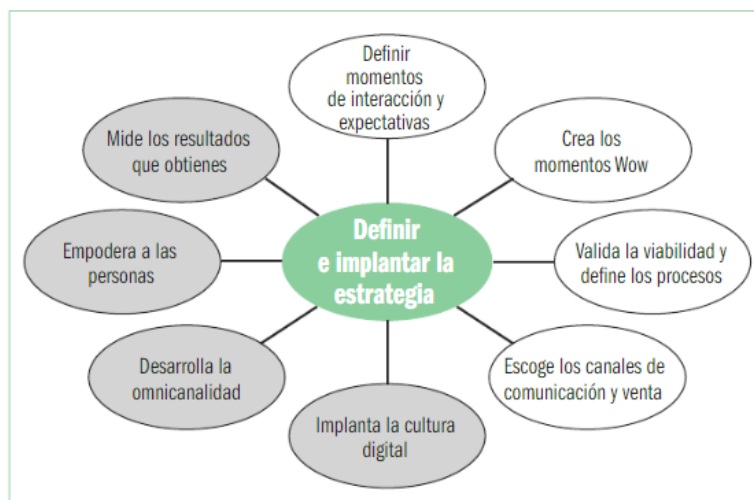 Definir
momentos
de interacción y
expectativas
Crea los
momentos Wow
Valida la viabilidad y
define los procesos
Escoge los canales de
comunicación y venta
Implanta la cultura
digital
Desarrolla la
omnicanalidad
Empodera a las
personas
Mide los resultados
que obtienes
Definir
e implantar la
estrategia